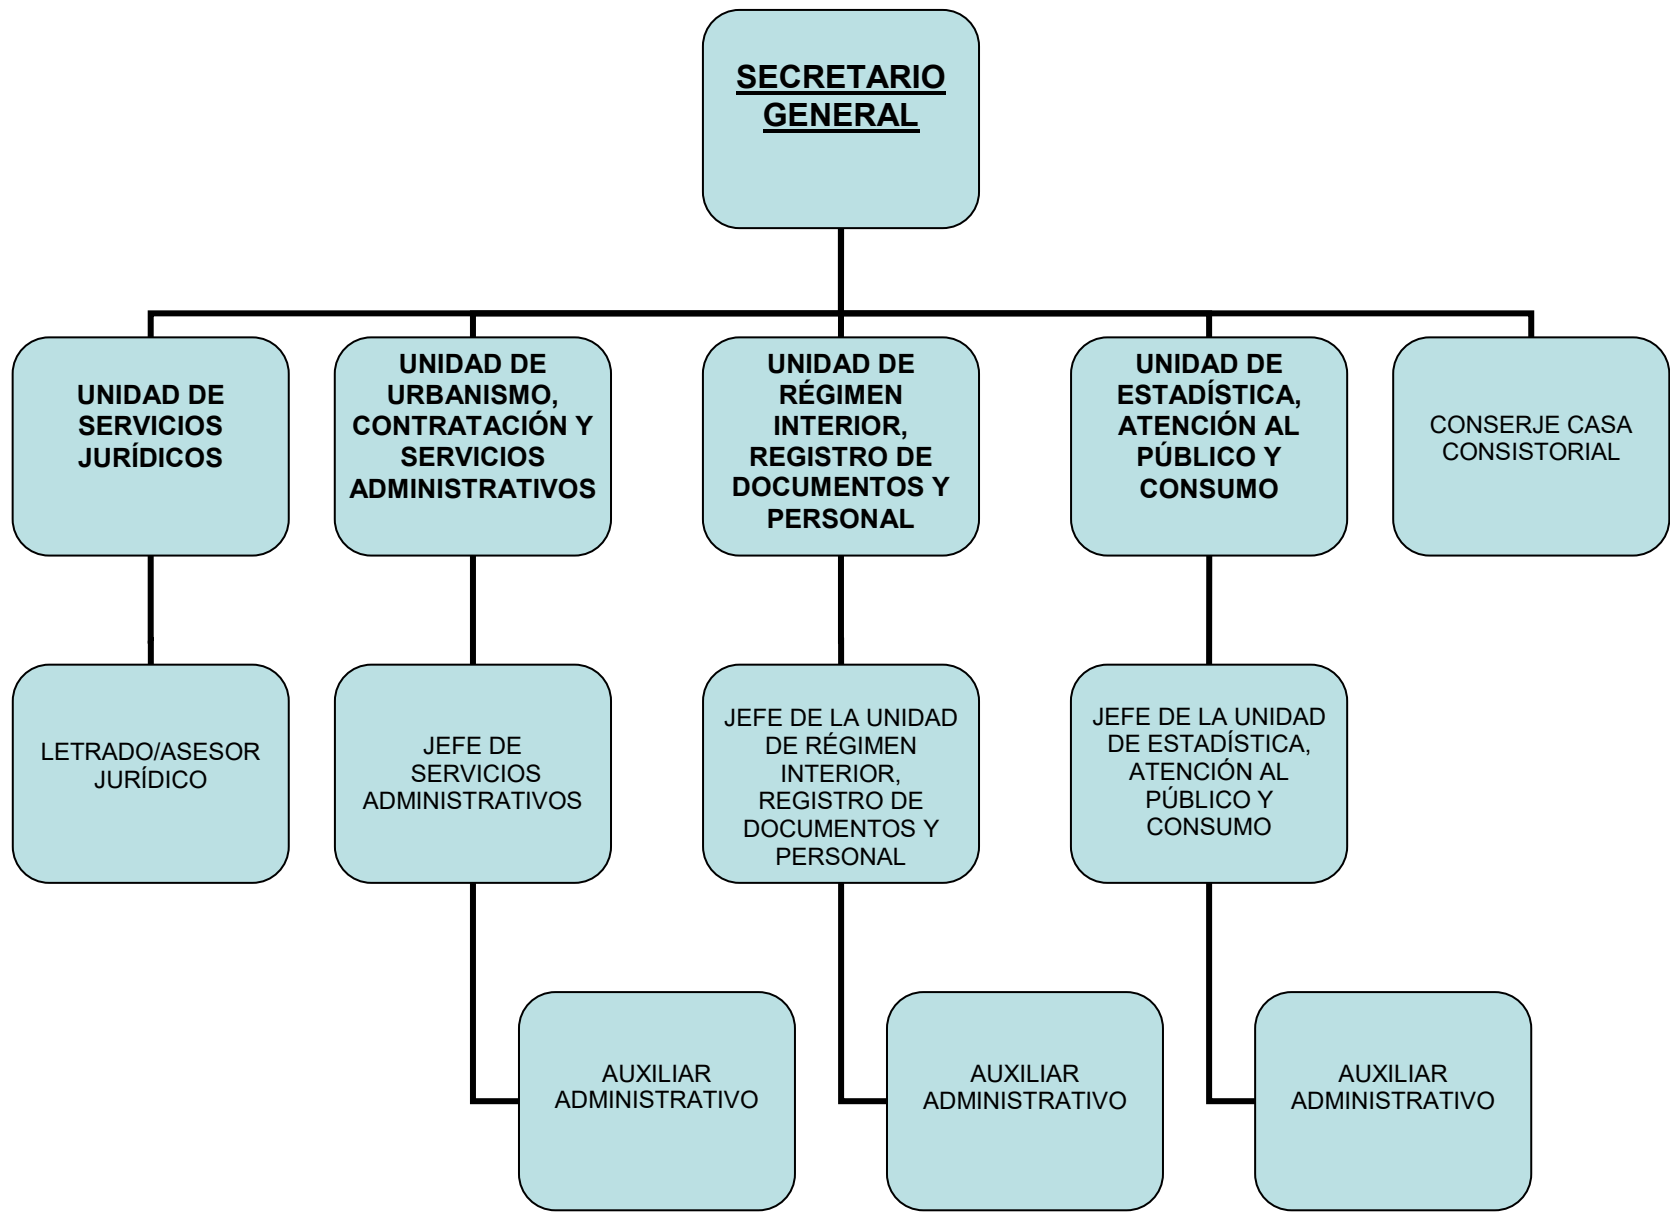 SECRETARIO
GENERAL
UNIDAD DE
SERVICIOS
JURÍDICOS
UNIDAD DE
URBANISMO,
CONTRATACIÓN Y
SERVICIOS
ADMINISTRATIVOS
UNIDAD DE
RÉGIMEN
INTERIOR,
REGISTRO DE
DOCUMENTOS Y
PERSONAL
UNIDAD DE
ESTADÍSTICA,
ATENCIÓN AL
PÚBLICO Y
CONSUMO
CONSERJE CASA
CONSISTORIAL
LETRADO/ASESOR
JURÍDICO
JEFE DE
SERVICIOS
ADMINISTRATIVOS
JEFE DE LA UNIDAD
DE RÉGIMEN
INTERIOR,
REGISTRO DE
DOCUMENTOS Y
PERSONAL
JEFE DE LA UNIDAD
DE ESTADÍSTICA,
ATENCIÓN AL
PÚBLICO Y
CONSUMO
AUXILIAR
ADMINISTRATIVO
AUXILIAR
ADMINISTRATIVO
AUXILIAR
ADMINISTRATIVO